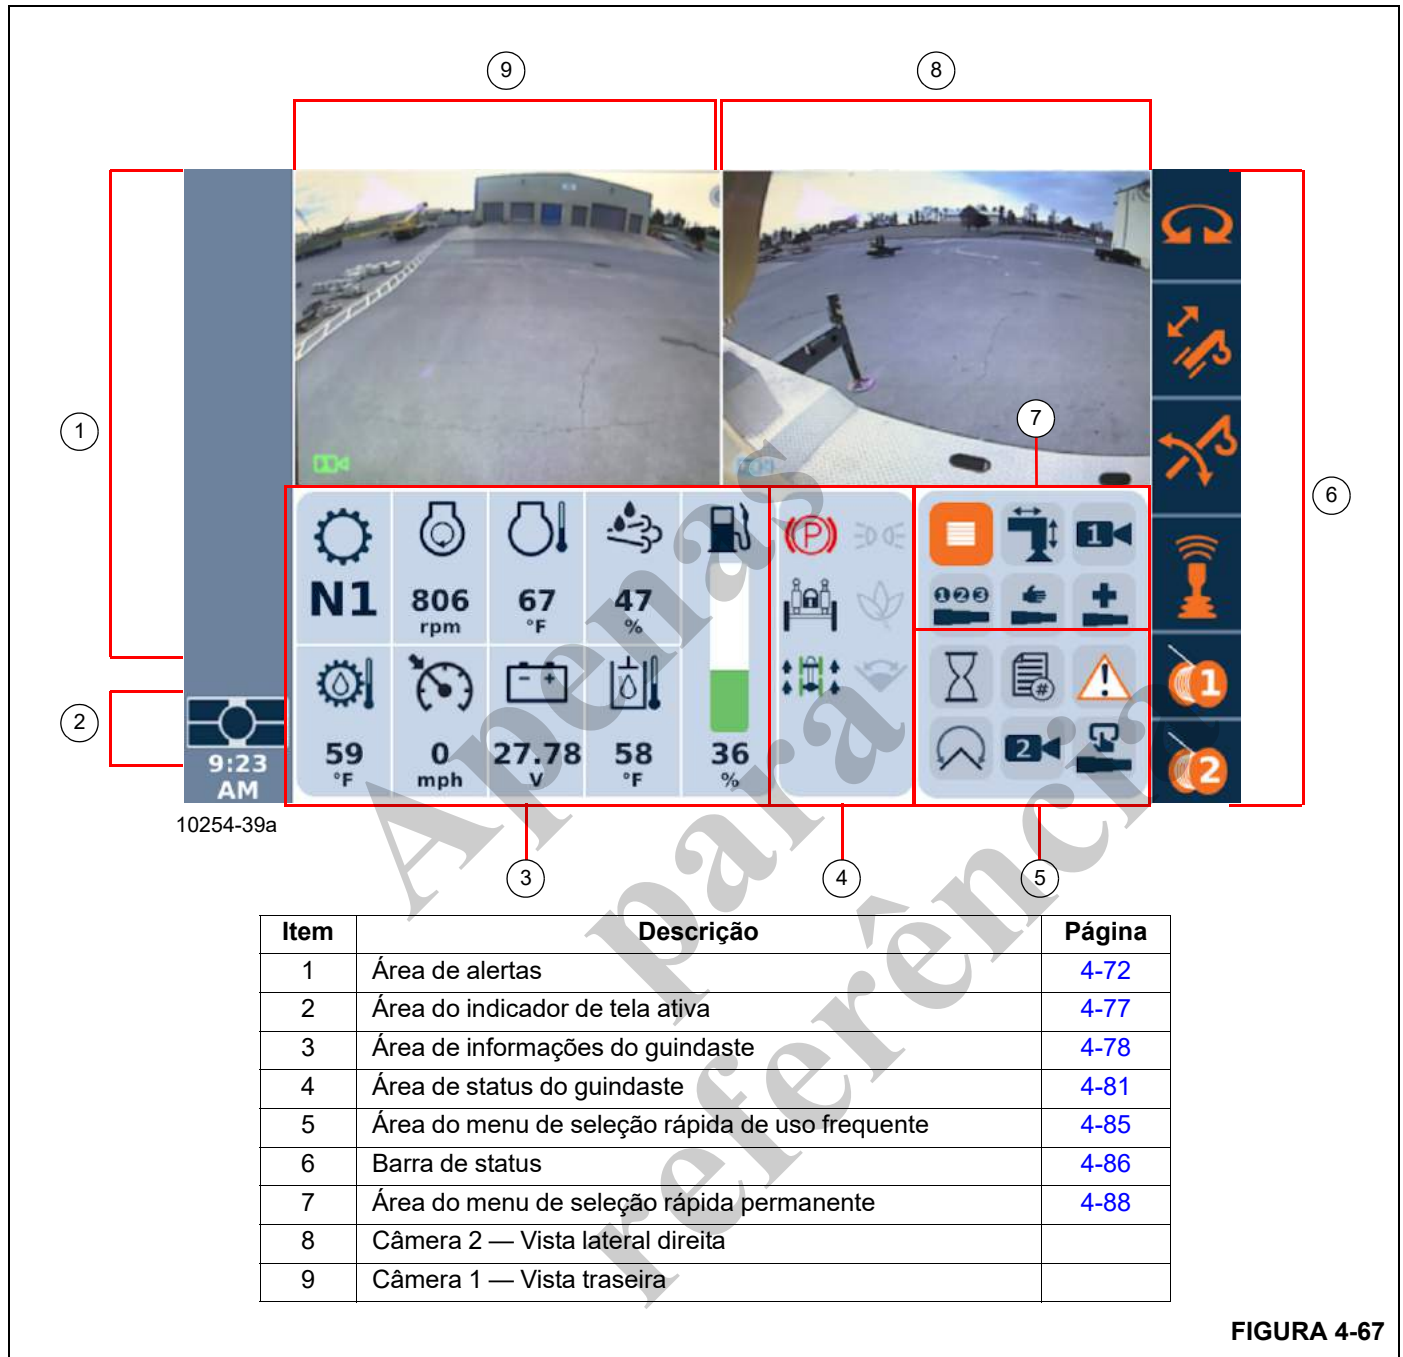 9
8
1
7
6
2
N1
806
rpm
67
°F
47
%
P
1
123
59
°F
0
mph
27.78
V
58
°F
36
%
#
2
1
2
9:23
AM
10254-39a
3
4
5
Item Descrição Página
1 Área de alertas 4-72
2 Área do indicador de tela ativa 4-77
3 Área de informações do guindaste 4-78
4 Área de status do guindaste 4-81
5 Área do menu de seleção rápida de uso frequente 4-85
6 Barra de status 4-86
7 Área do menu de seleção rápida permanente 4-88
8 Câmera 2 — Vista lateral direita
9 Câmera 1 — Vista traseira
FIGURA 4-67
Apenas
para
referência